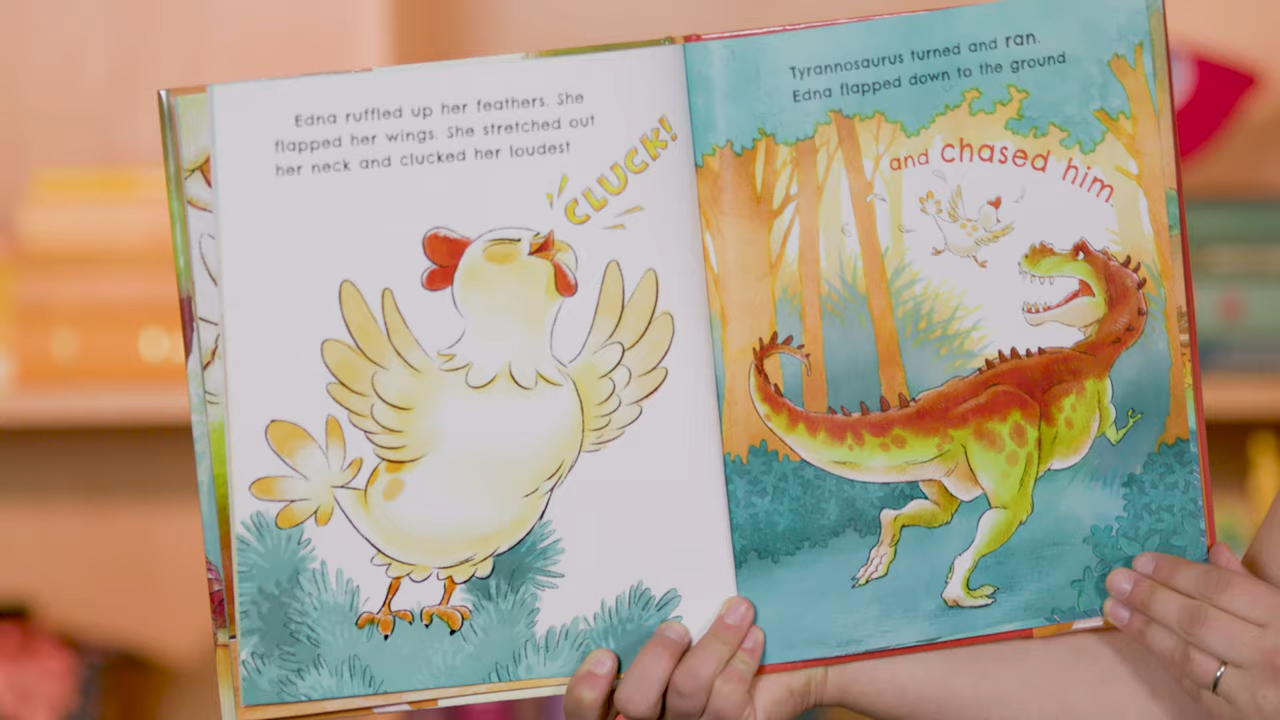 Edna ruffled up her feathers. She
flapped her wings. She stretched out
her neck and clucked her loudest
CLUCK!
Tyrannosaurus turned and ran.
Edna flapped down to the ground
and chased him.